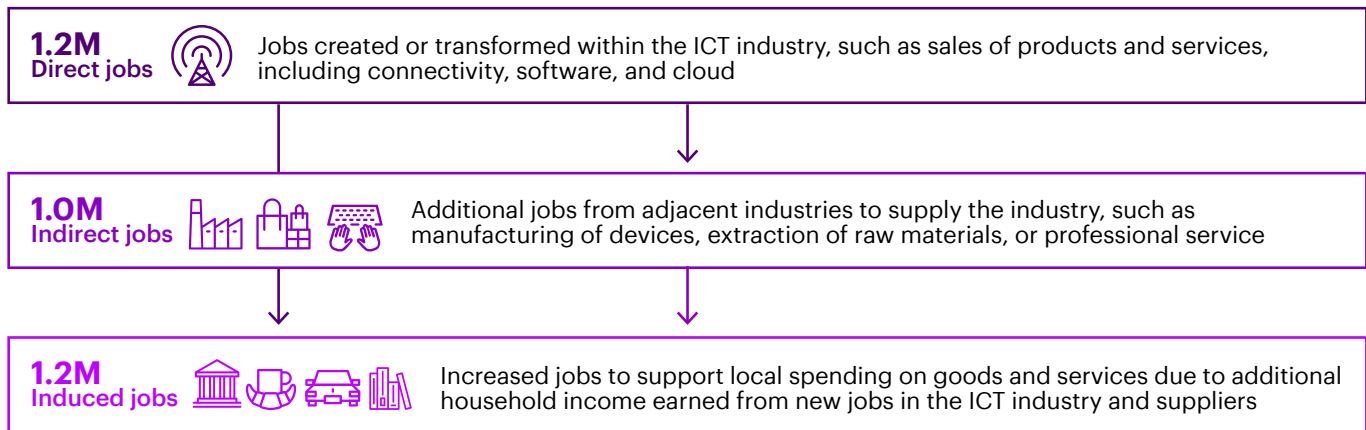 1.2M
Direct jobs
Jobs created or transformed within the ICT industry, such as sales of products and services,
including connectivity, software, and cloud
1.0M
Indirect jobs
Additional jobs from adjacent industries to supply the industry, such as
manufacturing of devices, extraction of raw materials, or professional service
1.2M
Induced jobs
Increased jobs to support local spending on goods and services due to additional
household income earned from new jobs in the ICT industry and suppliers